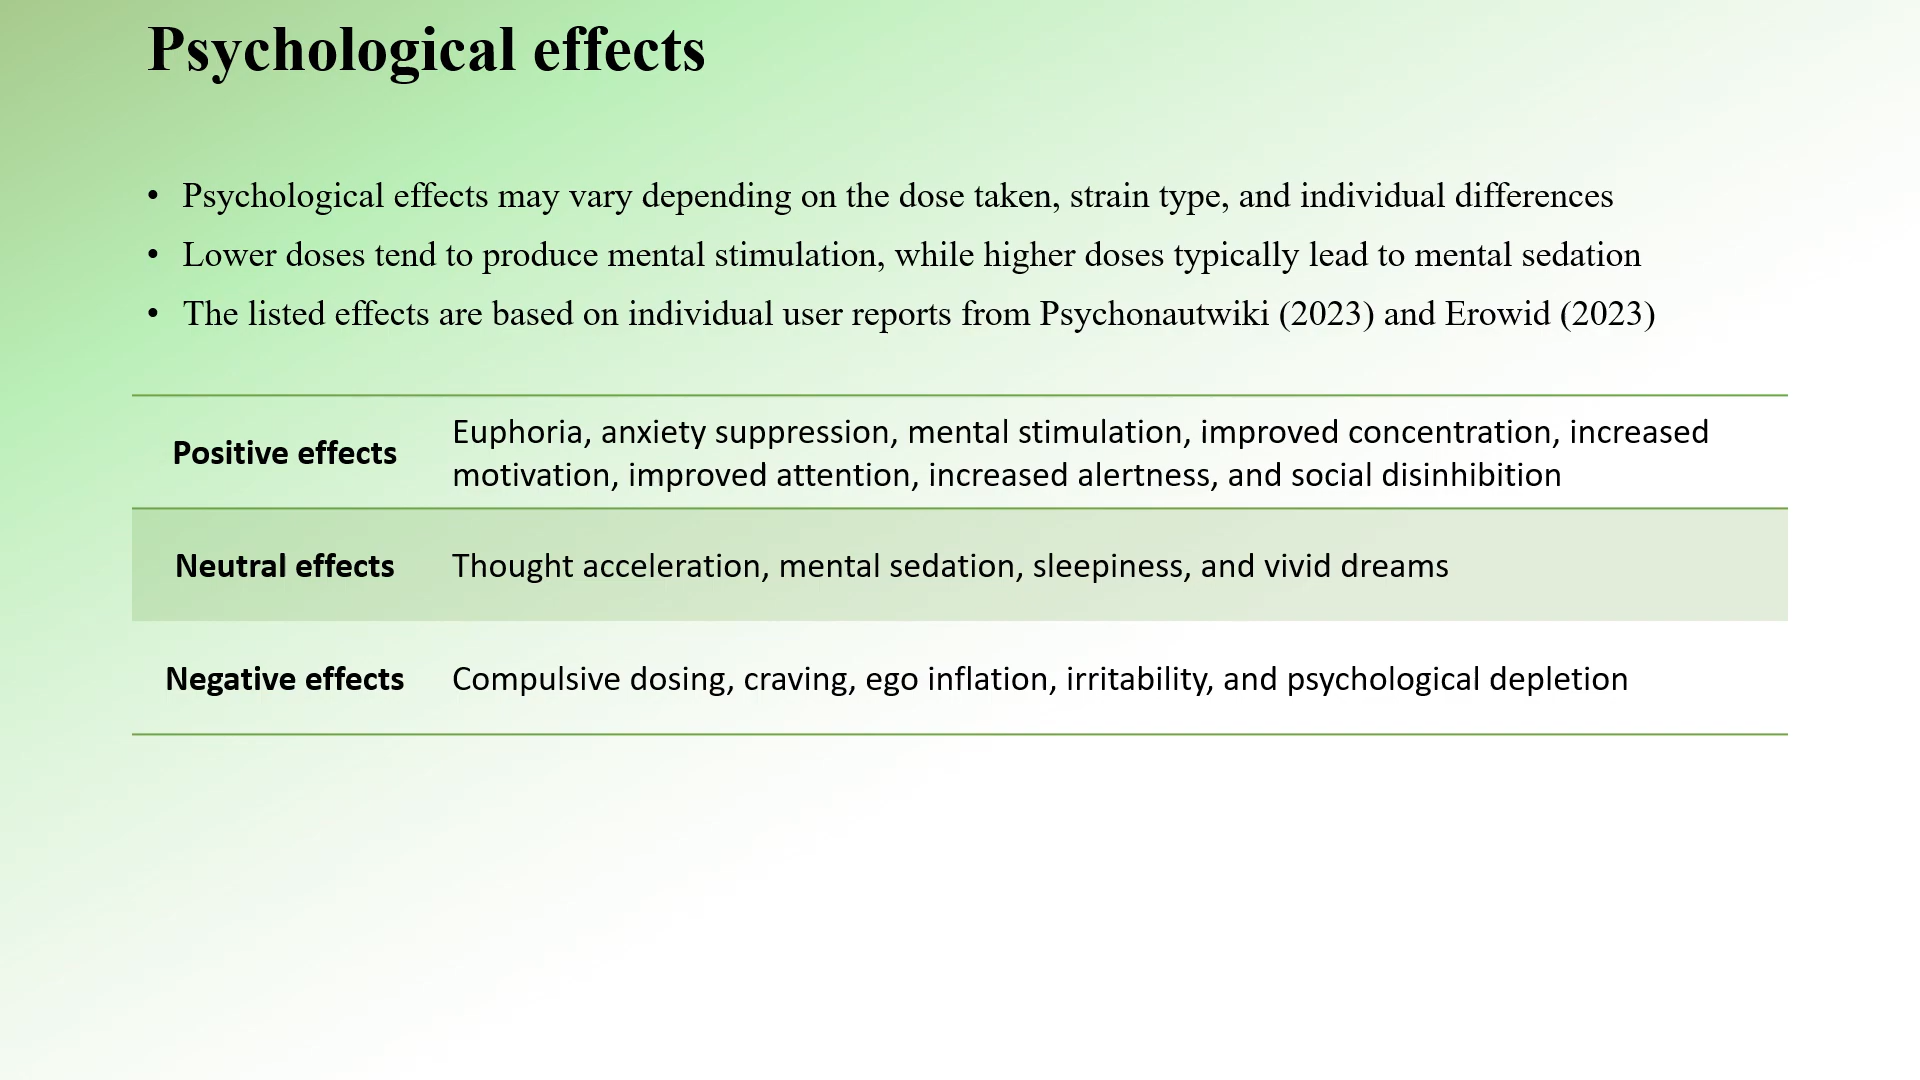 Psychological effects
• Psychological effects may vary depending on the dose taken, strain type, and individual differences
• Lower doses tend to produce mental stimulation, while higher doses typically lead to mental sedation
• The listed effects are based on individual user reports from Psychonautwiki (2023) and Erowid (2023)
Positive effects
Euphoria, anxiety suppression, mental stimulation, improved concentration, increased
motivation, improved attention, increased alertness, and social disinhibition
Neutral effects
Thought acceleration, mental sedation, sleepiness, and vivid dreams
Negative effects
Compulsive dosing, craving, ego inflation, irritability, and psychological depletion